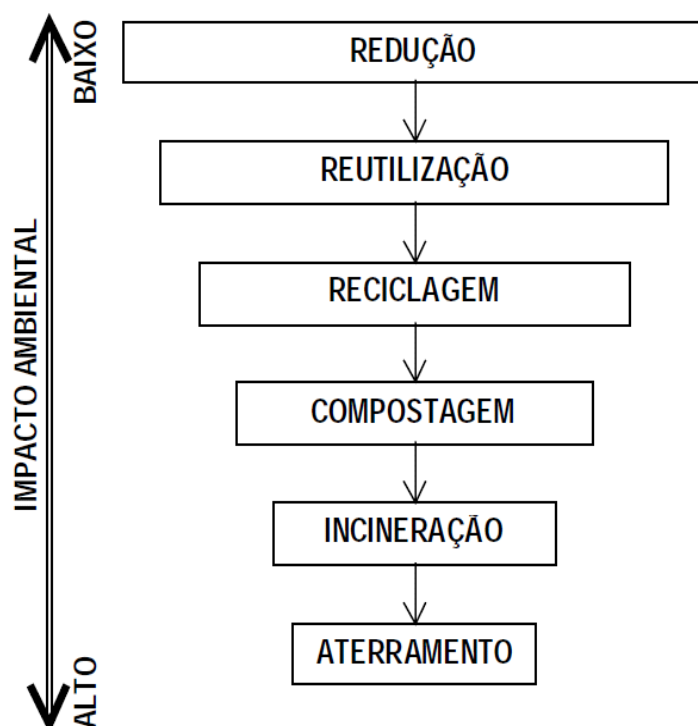 IMPACTO AMBIENTAL
BAIXO
ALTO
REDUÇÃO
REUTILIZAÇÃO
RECICLAGEM
COMPOSTAGEM
INCINERAÇÃO
ATERRAMENTO